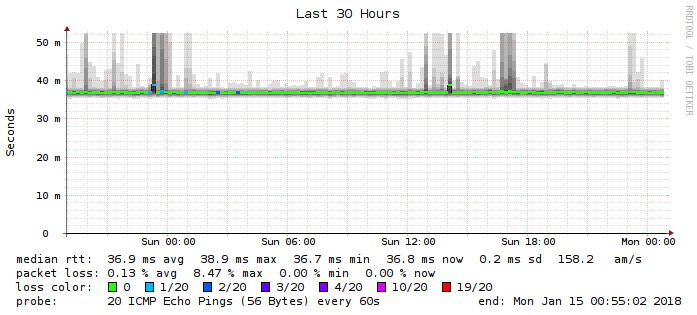 Last 30 Hours
RRDTOOL / TOBI OETIKER
Seconds
50 m
40 m
30 m
20 m
10 m
0
Sun 00:00 Sun 06:00 Sun 12:00 Sun 18:00 Mon 00:00
median rtt: 36.9 ms avg 38.9 ms max 36.7 ms min 36.8 ms now 0.2 ms sd 158.2 am/s
packet loss: 0.13 % avg 8.47 % max 0.00 % min 0.00 % now
loss color: 0 1/20 2/20 3/20 4/20 10/20 19/20
probe: 20 ICMP Echo Pings (56 Bytes) every 60s end: Mon Jan 15 00:55:02 2018